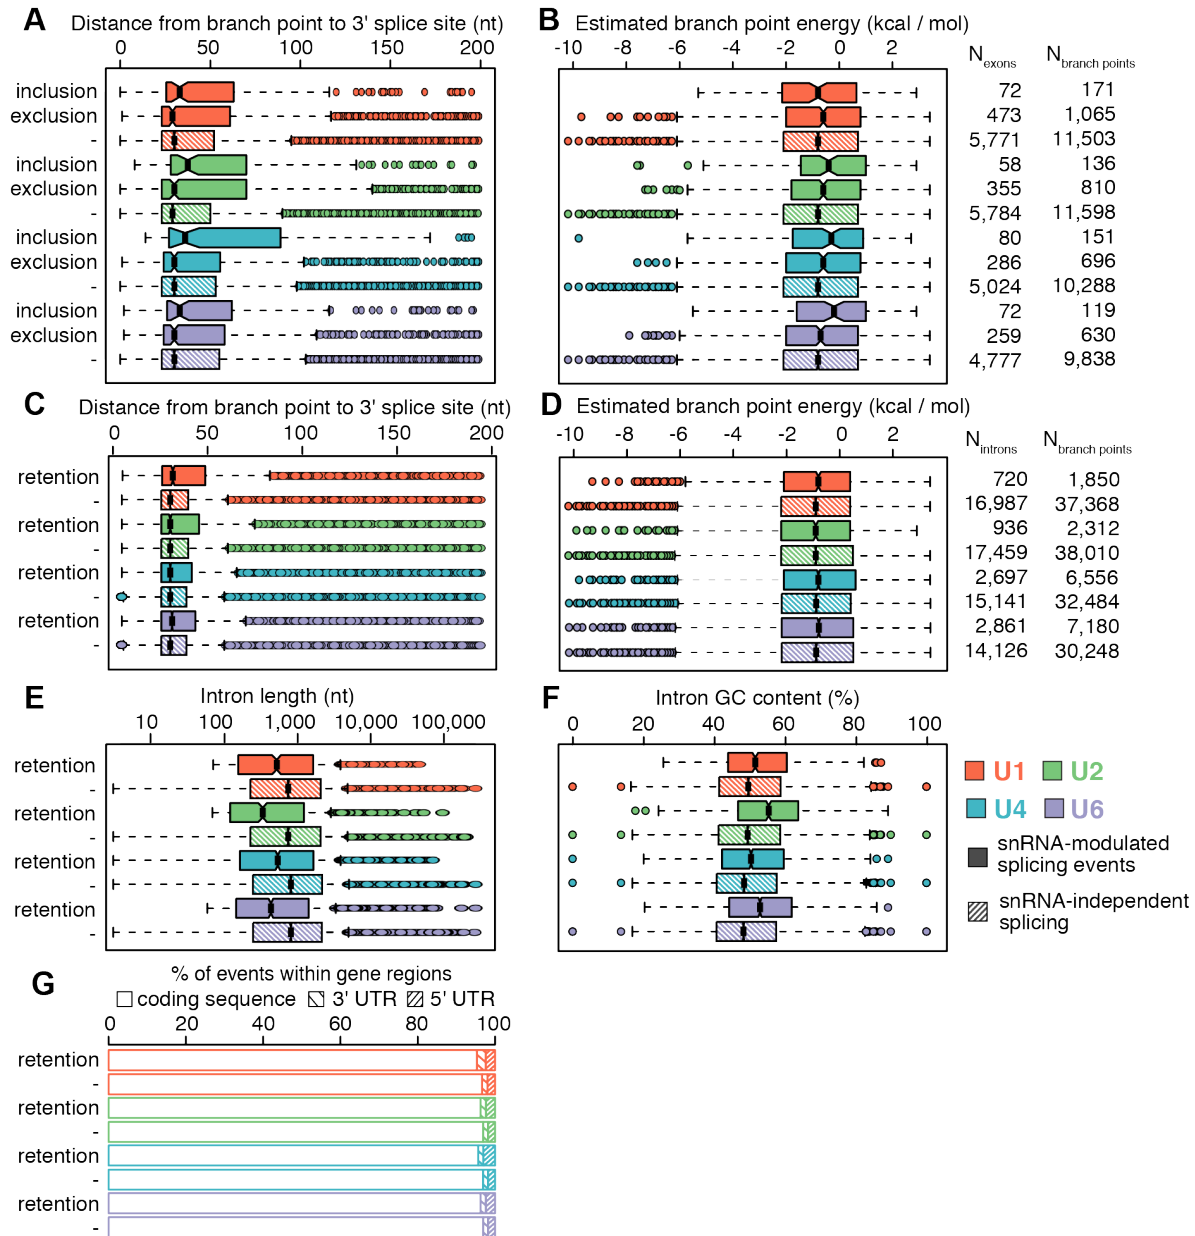 A Distance from branch point to 3' splice site (nt)
0 50 100 150 200
inclusion
exclusion
-
inclusion
exclusion
-
inclusion
exclusion
-
inclusion
exclusion
-
B Estimated branch point energy (kcal / mol)
-10 -8 -6 -4 -2 0 2
Nexons Nbranch points
72 171
473 1,065
5,771 11,503
58 136
355 810
5,784 11,598
80 151
286 696
5,024 10,288
72 119
259 630
4,777 9,838
C Distance from branch point to 3' splice site (nt)
0 50 100 150 200
retention
-
retention
-
retention
-
retention
-
D Estimated branch point energy (kcal / mol)
-10 -8 -6 -4 -2 0 2
Nintrons Nbranch points
720 1,850
16,987 37,368
936 2,312
17,459 38,010
2,697 6,556
15,141 32,484
2,861 7,180
14,126 30,248
E Intron length (nt)
10 100 1,000 10,000 100,000
retention
-
retention
-
retention
-
retention
-
F Intron GC content (%)
0 20 40 60 80 100
U1 U2
U4 U6
snRNA-modulated
splicing events
snRNA-independent
splicing
G % of events within gene regions
coding sequence 3' UTR 5' UTR
0 20 40 60 80 100
retention
-
retention
-
retention
-
retention
-